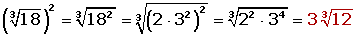 (∛18)² = ∛18² = ∛(2 · 3²)² = ∛2² · 3⁴ = 3 ∛12